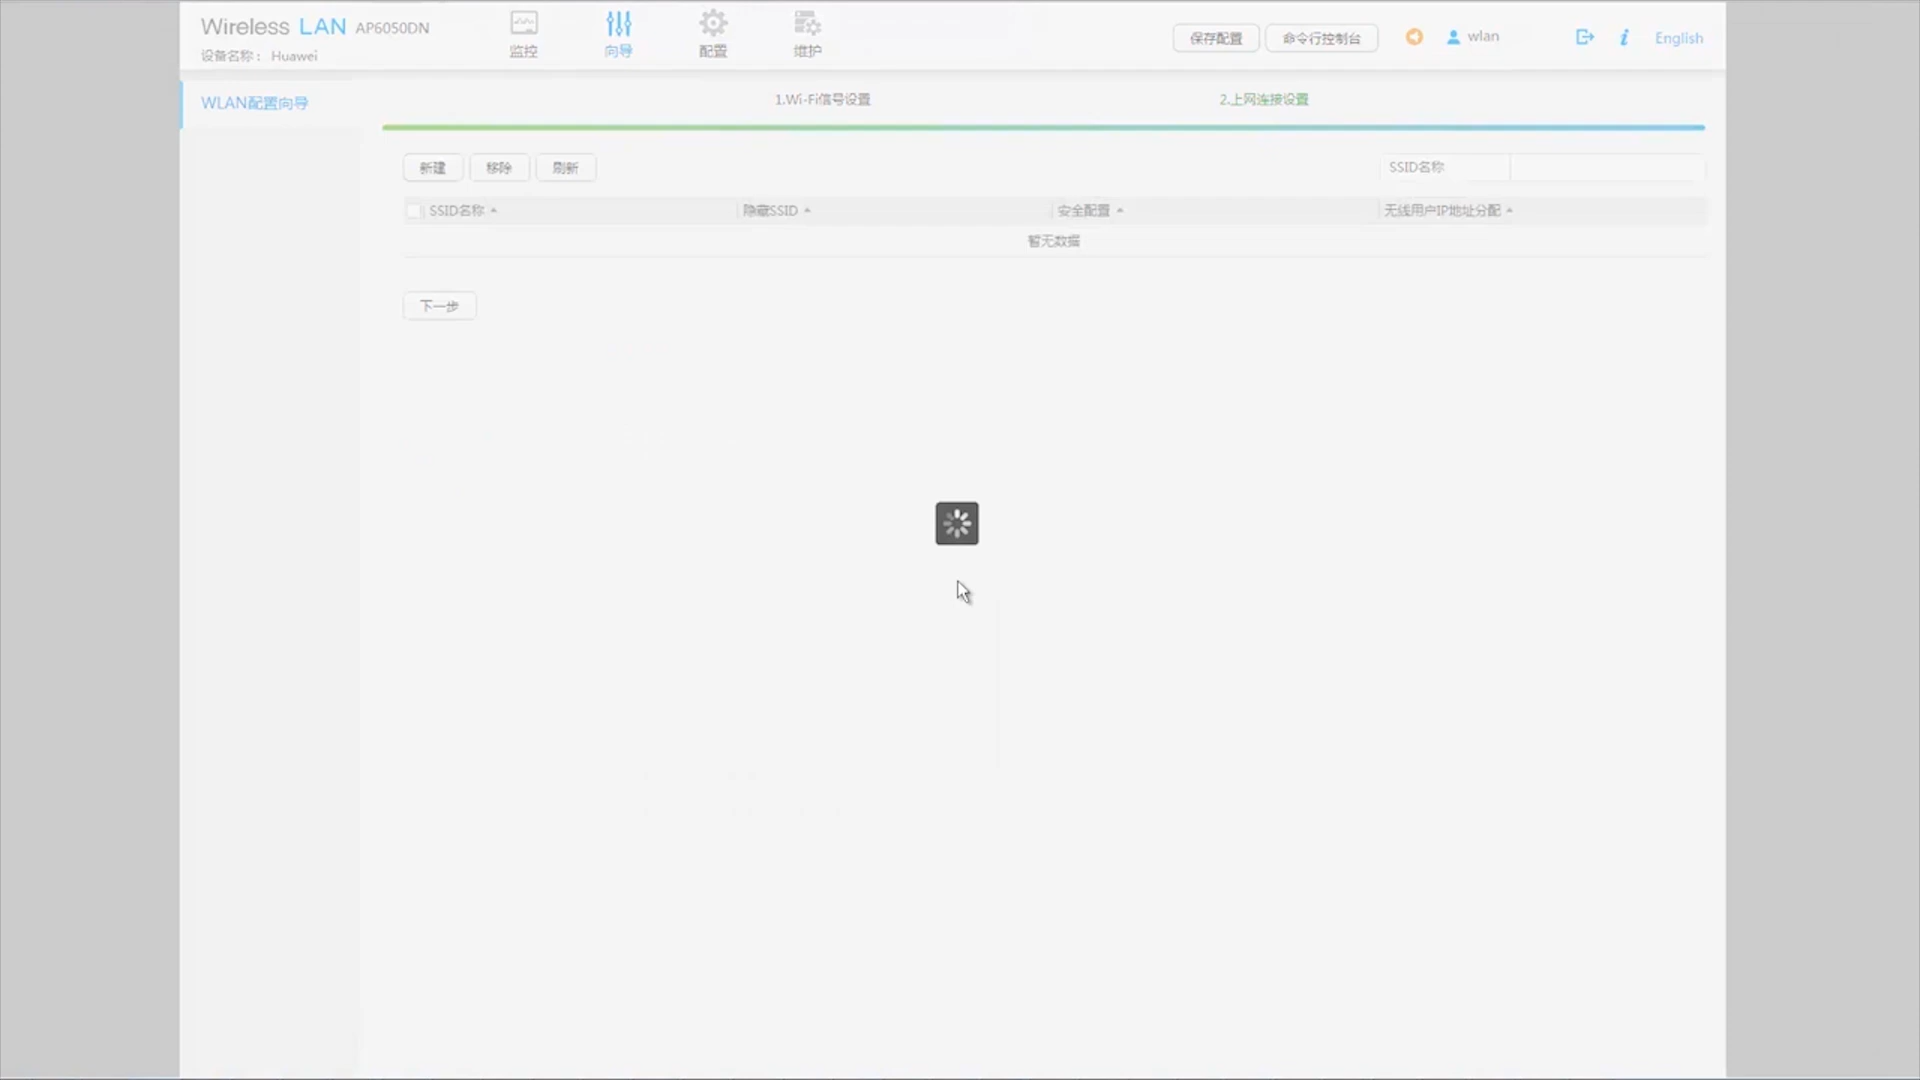 Wireless LAN AP6050DN
设备名称： Huawei
监控
向导
配置
维护
保存配置
命令行控制台
wlan
English
WLAN配置向导
1.Wi-Fi信号设置
2.上网连接设置
新建
移除
刷新
SSID名称
SSID名称
隐藏SSID
安全配置
无线用户IP地址分配
暂无数据
下一步